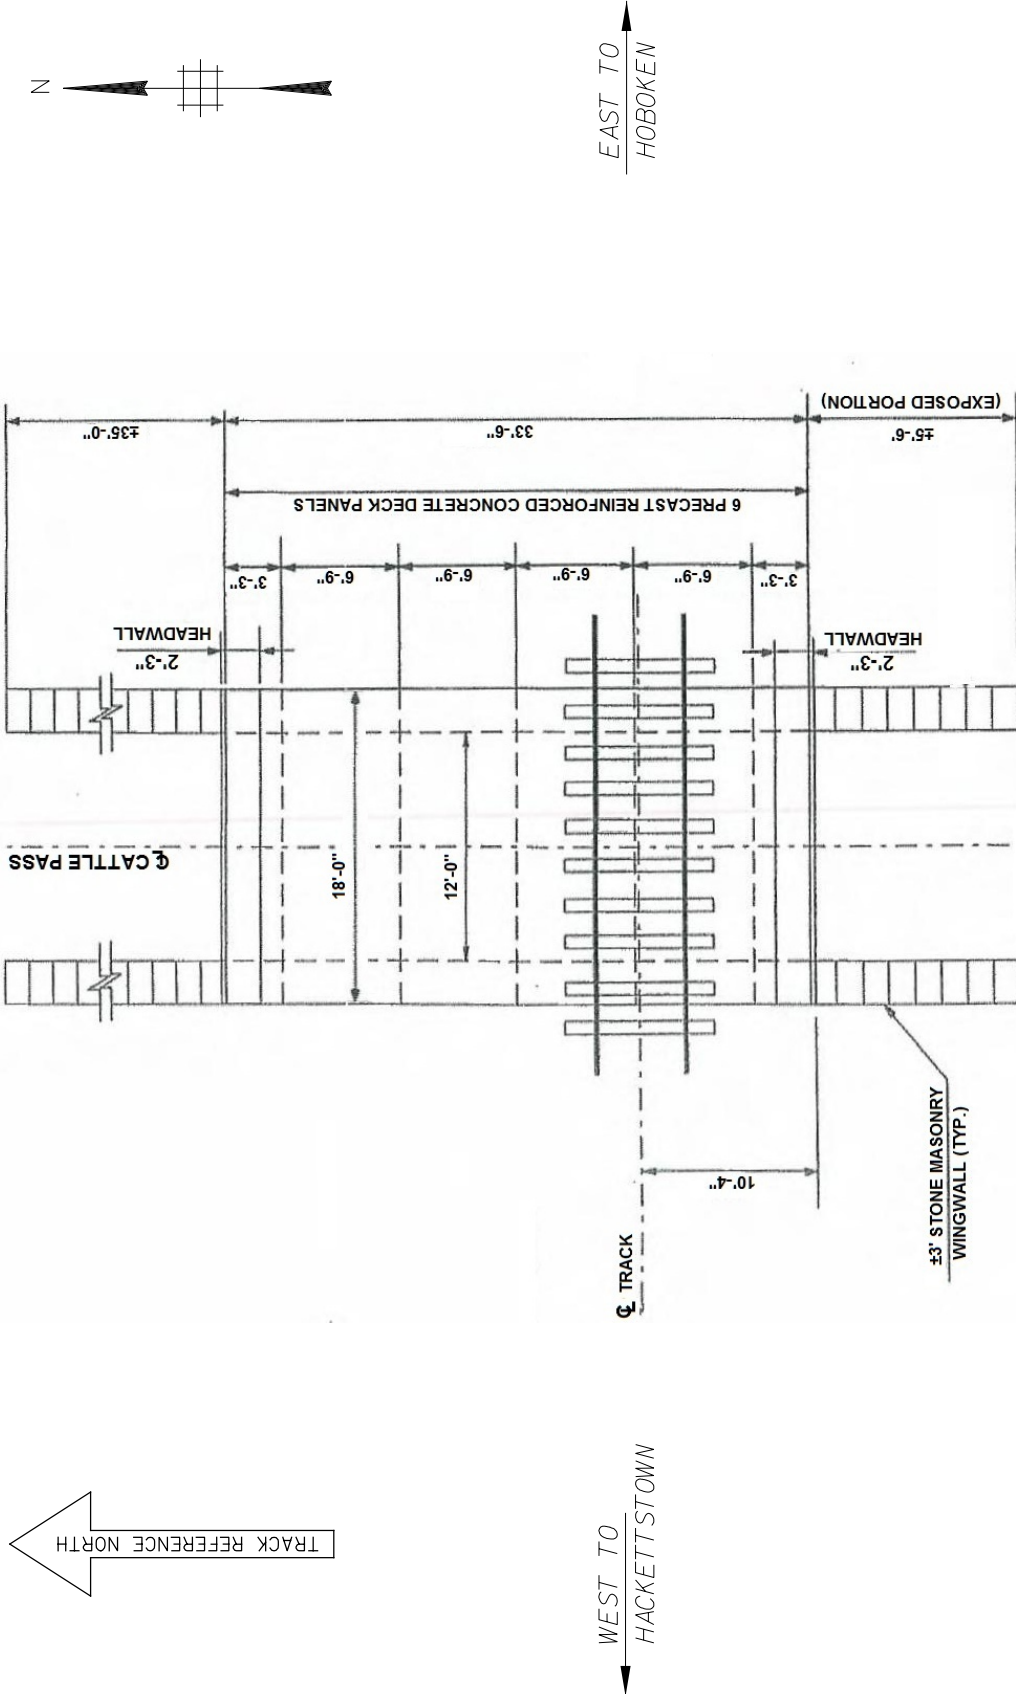 N
EAST TO
HOBOKEN
±35'-0"
33'-6"
(EXPOSED PORTION)
±5'-6'
6 PRECAST REINFORCED CONCRETE DECK PANELS
3'-3"
6'-9"
6'-9"
6'-9"
6'-9"
3'-3"
HEADWALL
2'-3"
HEADWALL
2'-3"
℄ CATTLE PASS
18'-0"
12'-0"
10'-4"
℄ TRACK
±3' STONE MASONRY
WINGWALL (TYP.)
TRACK REFERENCE NORTH
WEST TO
HACKETTSTOWN